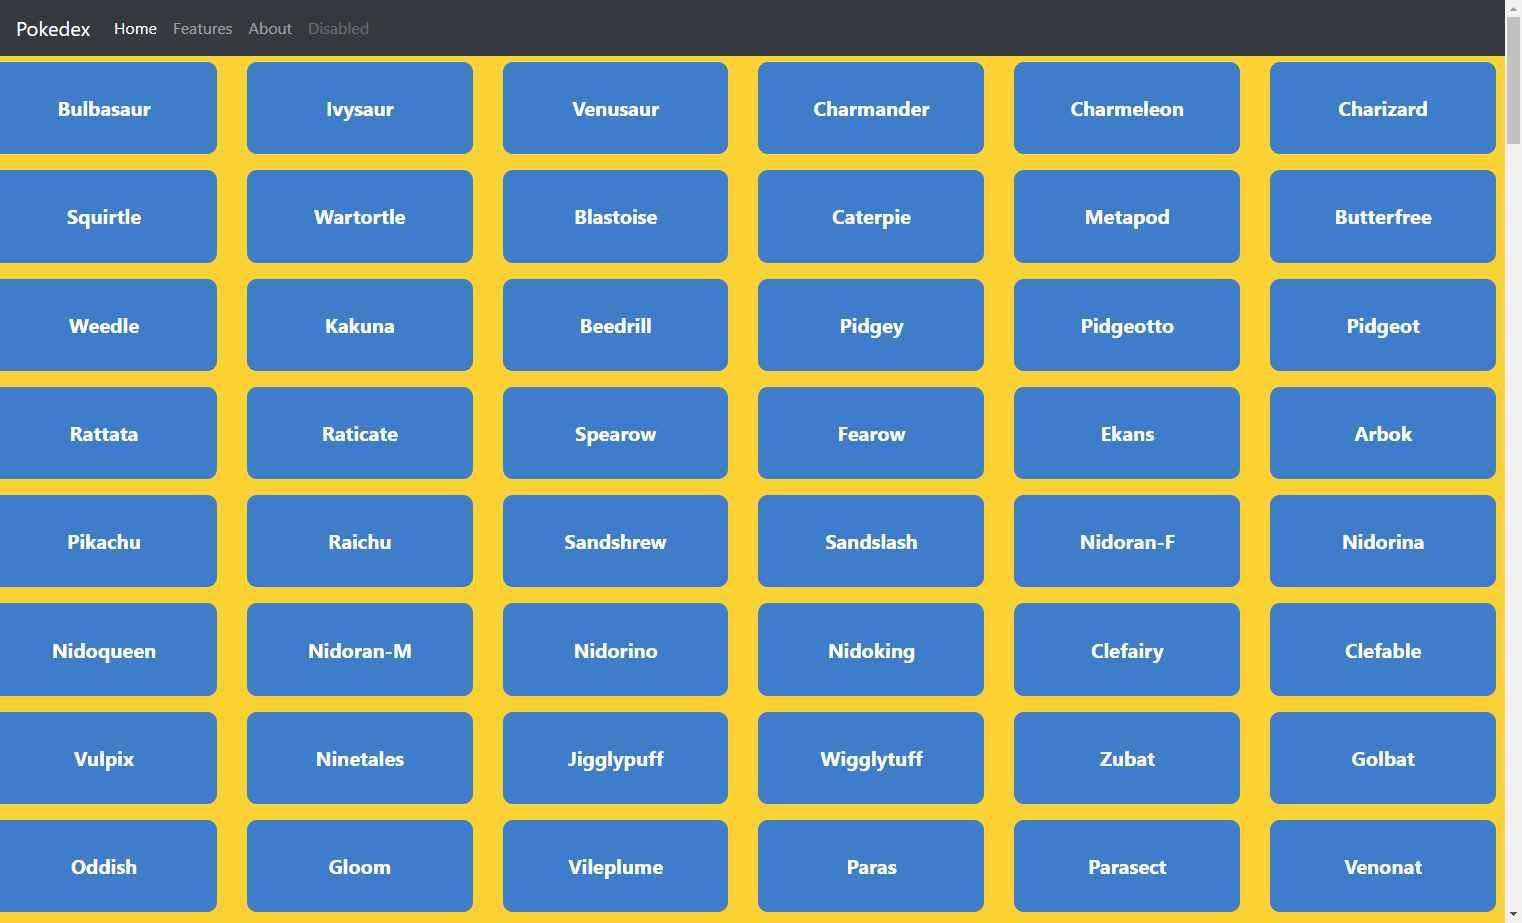 Pokedex Home Features About Disabled
Bulbasaur Ivysaur Venusaur Charmander Charmeleon Charizard
Squirtle Wartortle Blastoise Caterpie Metapod Butterfree
Weedle Kakuna Beedrill Pidgey Pidgeotto Pidgeot
Rattata Raticate Spearow Fearow Ekans Arbok
Pikachu Raichu Sandshrew Sandslash Nidoran-F Nidorina
Nidoqueen Nidoran-M Nidorino Nidoking Clefairy Clefable
Vulpix Ninetales Jigglypuff Wigglytuff Zubat Golbat
Oddish Gloom Vileplume Paras Parasect Venonat